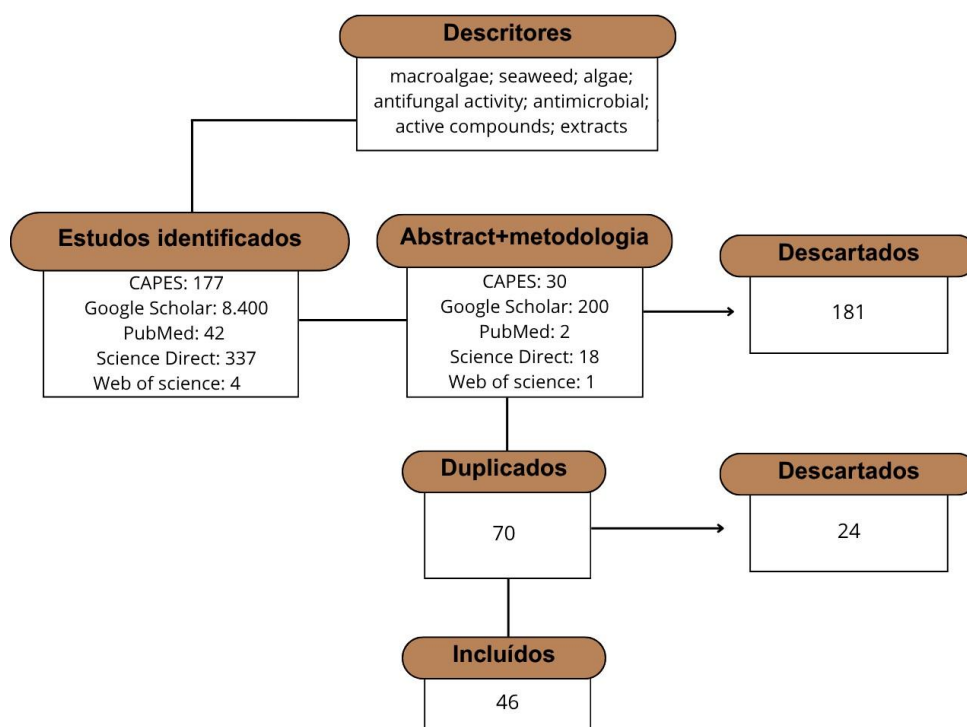 Descritores
macroalgae; seaweed; algae;
antifungal activity; antimicrobial;
active compounds; extracts
Estudos identificados
CAPES: 177
Google Scholar: 8.400
PubMed: 42
Science Direct: 337
Web of science: 4
Abstract+metodologia
CAPES: 30
Google Scholar: 200
PubMed: 2
Science Direct: 18
Web of science: 1
Descartados
181
Duplicados
70
Descartados
24
Incluídos
46